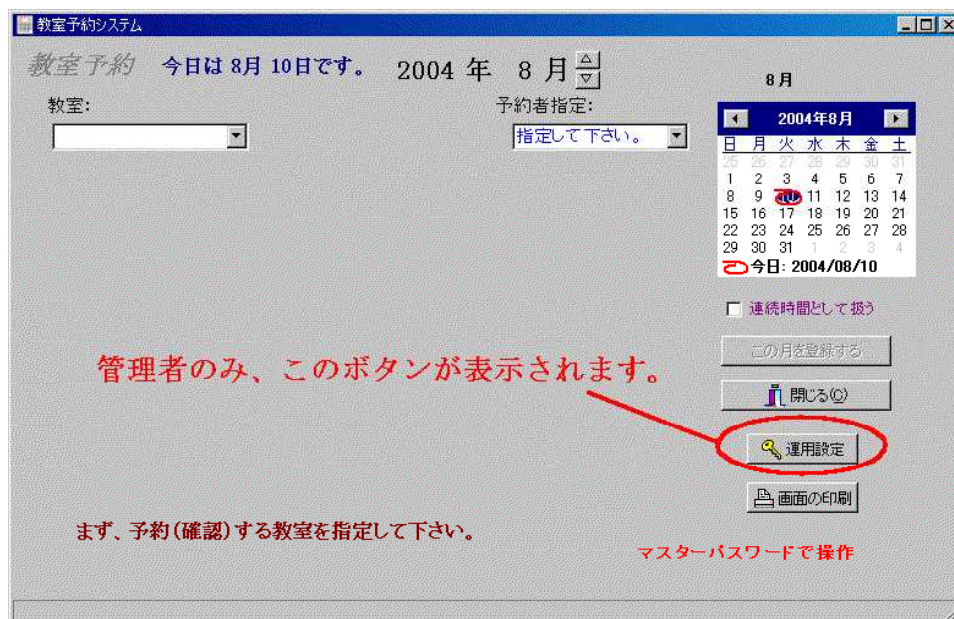 教室予約システム
教室予約 今日は 8月 10日です。 2004 年 8 月
8月
教室:
予約者指定:
指定して下さい。
2004年8月
日 月 火 水 木 金 土
25 26 27 28 29 30 31
1 2 3 4 5 6 7
8 9 10 11 12 13 14
15 16 17 18 19 20 21
22 23 24 25 26 27 28
29 30 31 1 2 3 4
今日: 2004/08/10
連続時間として扱う
この月を登録する
管理者のみ、このボタンが表示されます。
閉じる(C)
運用設定
画面の印刷
まず、予約(確認)する教室を指定して下さい。
マスターパスワードで操作